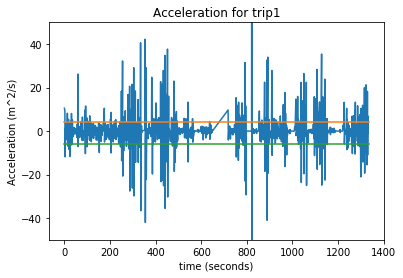 Acceleration for trip1
Acceleration (m^2/s)
40
20
0
−20
−40
0 200 400 600 800 1000 1200 1400
time (seconds)